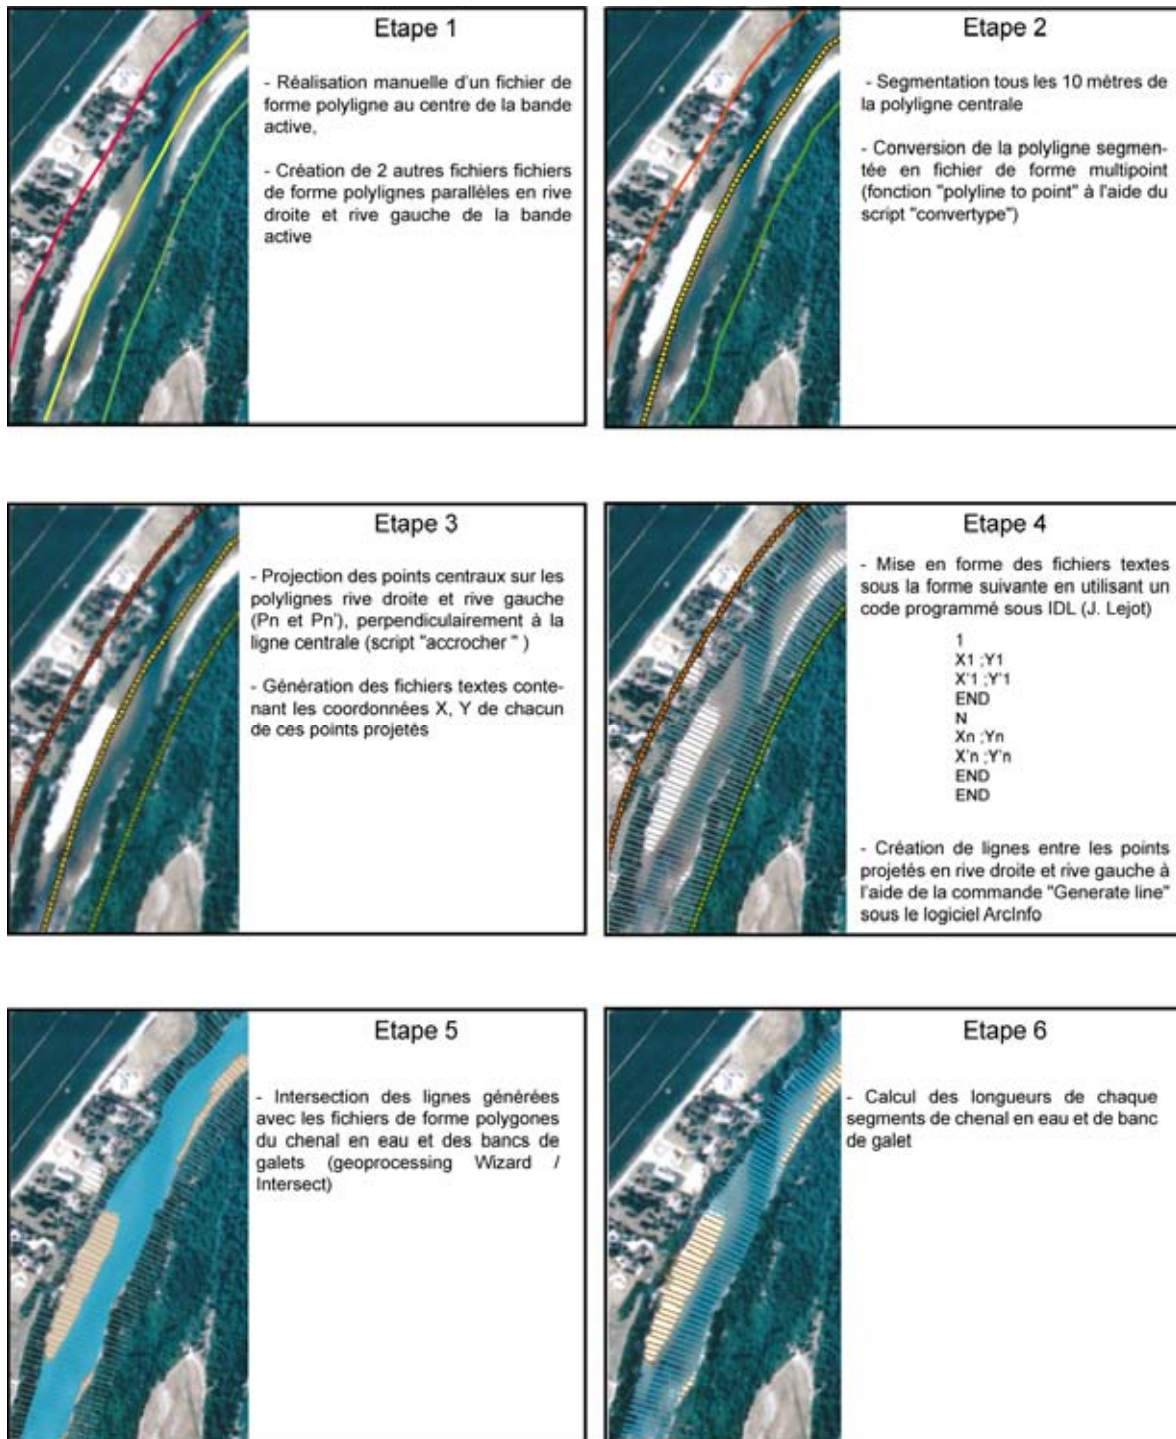 Etape 1
- Réalisation manuelle d'un fichier de
forme polyligne au centre de la bande
active,
- Création de 2 autres fichiers fichiers
de forme polylignes parallèles en rive
droite et rive gauche de la bande
active
Etape 2
- Segmentation tous les 10 mètres de
la polyligne centrale
- Conversion de la polyligne segmen-
tée en fichier de forme multipoint
(fonction "polyline to point" à l'aide du
script "convertype")
Etape 3
- Projection des points centraux sur les
polylignes rive droite et rive gauche
(Pn et Pn'), perpendiculairement à la
ligne centrale (script "accrocher " )
- Génération des fichiers textes conte-
nant les coordonnées X, Y de chacun
de ces points projetés
Etape 4
- Mise en forme des fichiers textes
sous la forme suivante en utilisant un
code programmé sous IDL (J. Lejot)
1
X1 ;Y1
X'1 ;Y'1
END
N
Xn ;Yn
X'n ;Y'n
END
END
- Création de lignes entre les points
projetés en rive droite et rive gauche à
l'aide de la commande "Generate line"
sous le logiciel ArcInfo
Etape 5
- Intersection des lignes générées
avec les fichiers de forme polygones
du chenal en eau et des bancs de
galets (geoprocessing Wizard /
Intersect)
Etape 6
- Calcul des longueurs de chaque
segments de chenal en eau et de banc
de galet